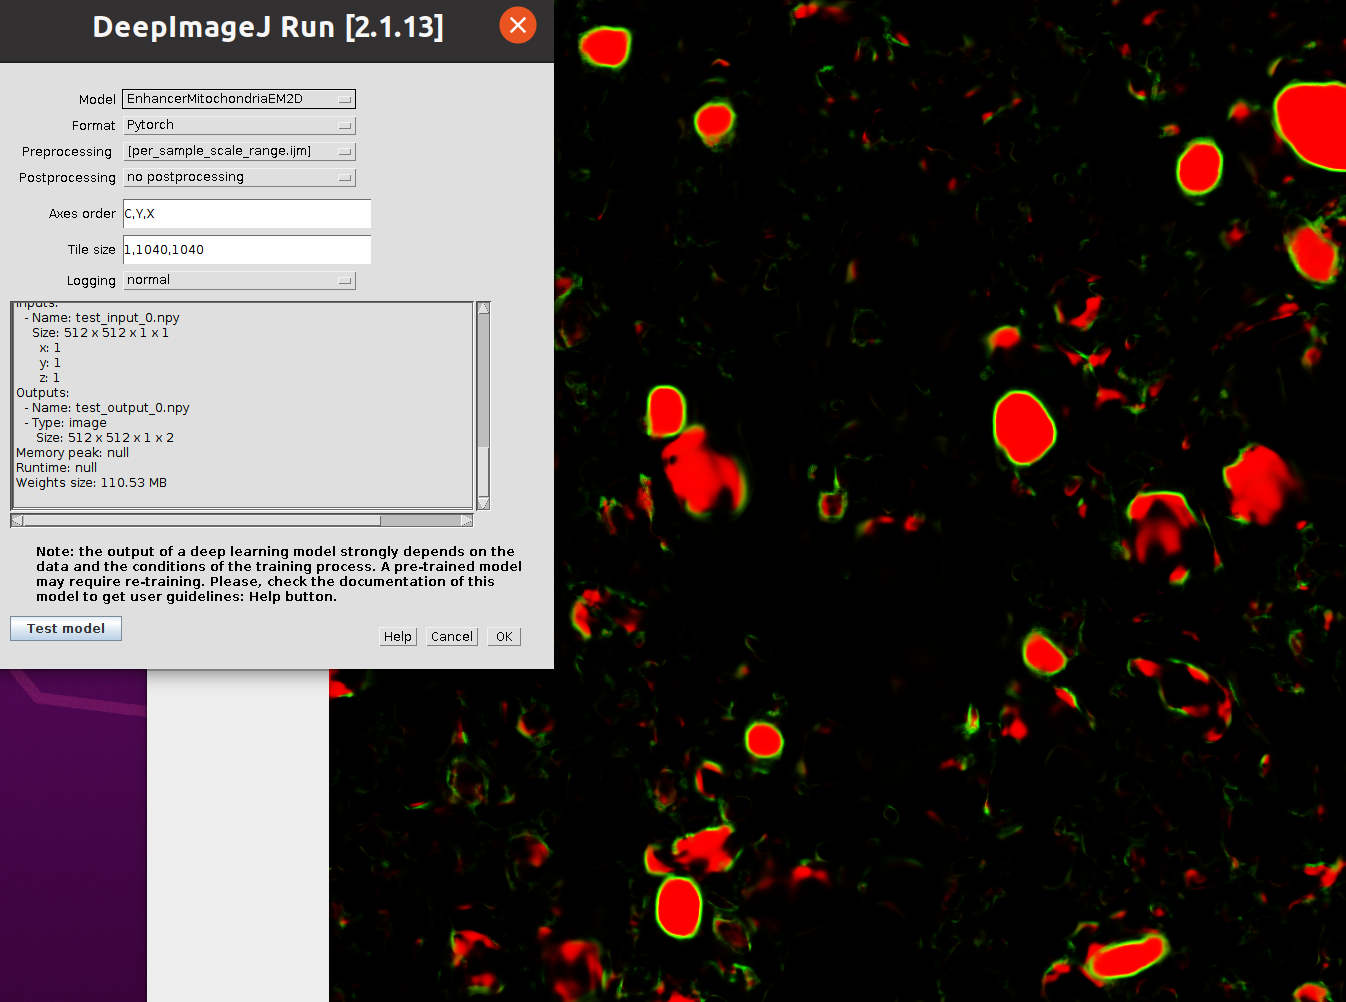 DeepImageJ Run [2.1.13]
Model EnhancerMitochondriaEM2D
Format Pytorch
Preprocessing [per_sample_scale_range.ijm]
Postprocessing no postprocessing
Axes order C,Y,X
Tile size 1,1040,1040
Logging normal
Inputs:
- Name: test_input_0.npy
Size: 512 x 512 x 1 x 1
x: 1
y: 1
z: 1
Outputs:
- Name: test_output_0.npy
- Type: image
Size: 512 x 512 x 1 x 2
Memory peak: null
Runtime: null
Weights size: 110.53 MB
Note: the output of a deep learning model strongly depends on the
data and the conditions of the training process. A pre-trained model
may require re-training. Please, check the documentation of this
model to get user guidelines: Help button.
Test model
Help Cancel OK